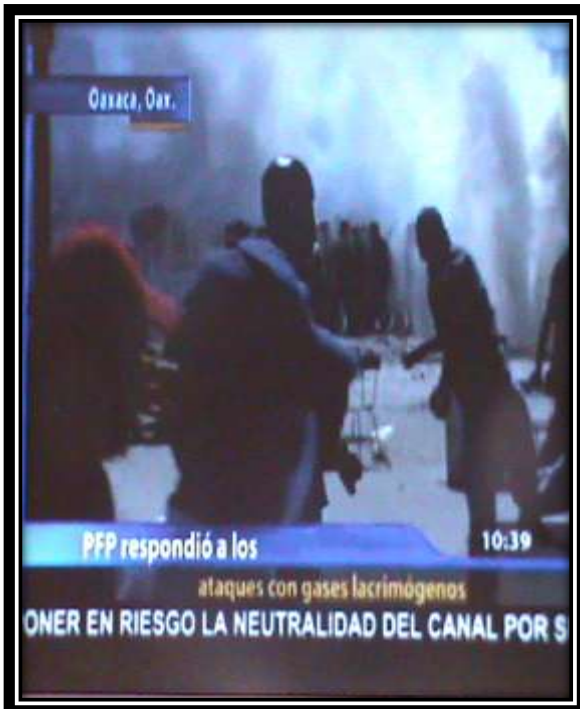 Oaxaca, Oax.
PFP respondió a los
10:39
ataques con gases lacrimógenos
ONER EN RIESGO LA NEUTRALIDAD DEL CANAL POR S